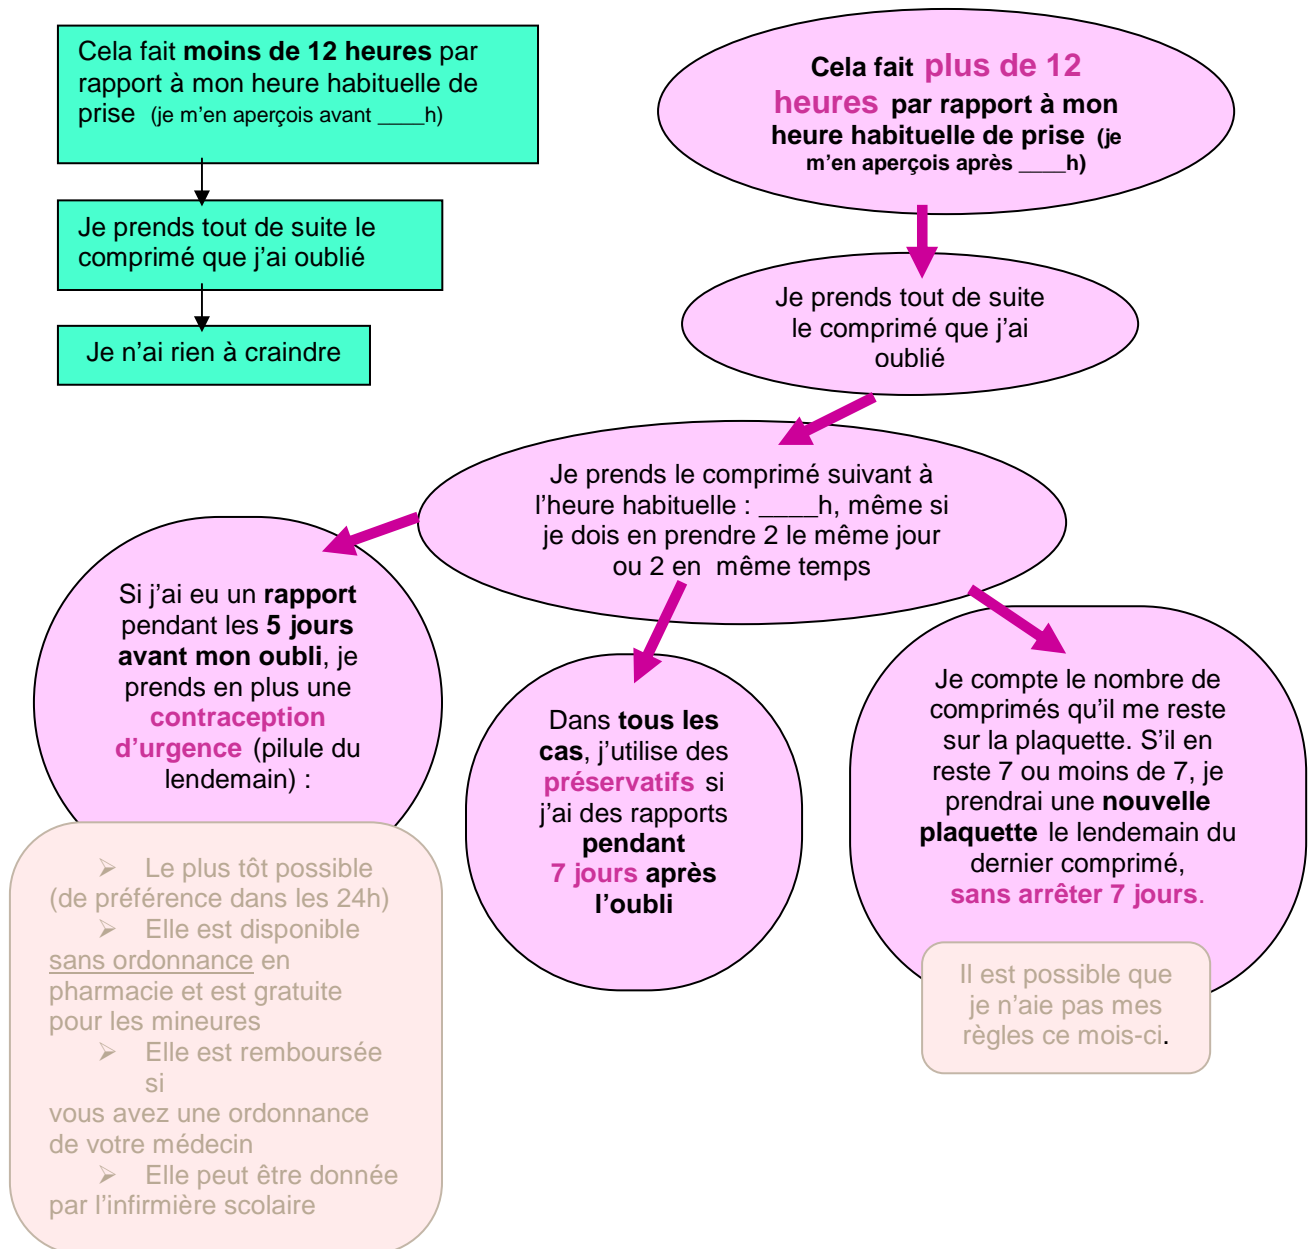 Cela fait moins de 12 heures par
rapport à mon heure habituelle de
prise (je m'en aperçois avant ____h)
Je prends tout de suite le
comprimé que j'ai oublié
Je n'ai rien à craindre
Cela fait plus de 12
heures par rapport à mon
heure habituelle de prise (je
m'en aperçois après ____h)
Je prends tout de suite
le comprimé que j'ai
oublié
Je prends le comprimé suivant à
l'heure habituelle : ____h, même si
je dois en prendre 2 le même jour
ou 2 en même temps
Si j'ai eu un rapport
pendant les 5 jours
avant mon oubli, je
prends en plus une
contraception
d'urgence (pilule du
lendemain) :
➢ Le plus tôt possible
(de préférence dans les 24h)
➢ Elle est disponible
sans ordonnance en
pharmacie et est gratuite
pour les mineures
➢ Elle est remboursée
si
vous avez une ordonnance
de votre médecin
➢ Elle peut être donnée
par l'infirmière scolaire
Dans tous les
cas, j'utilise des
préservatifs si
j'ai des rapports
pendant
7 jours après
l'oubli
Je compte le nombre de
comprimés qu'il me reste
sur la plaquette. S'il en
reste 7 ou moins de 7, je
prendrai une nouvelle
plaquette le lendemain du
dernier comprimé,
sans arrêter 7 jours.
Il est possible que
je n'aie pas mes
règles ce mois-ci.